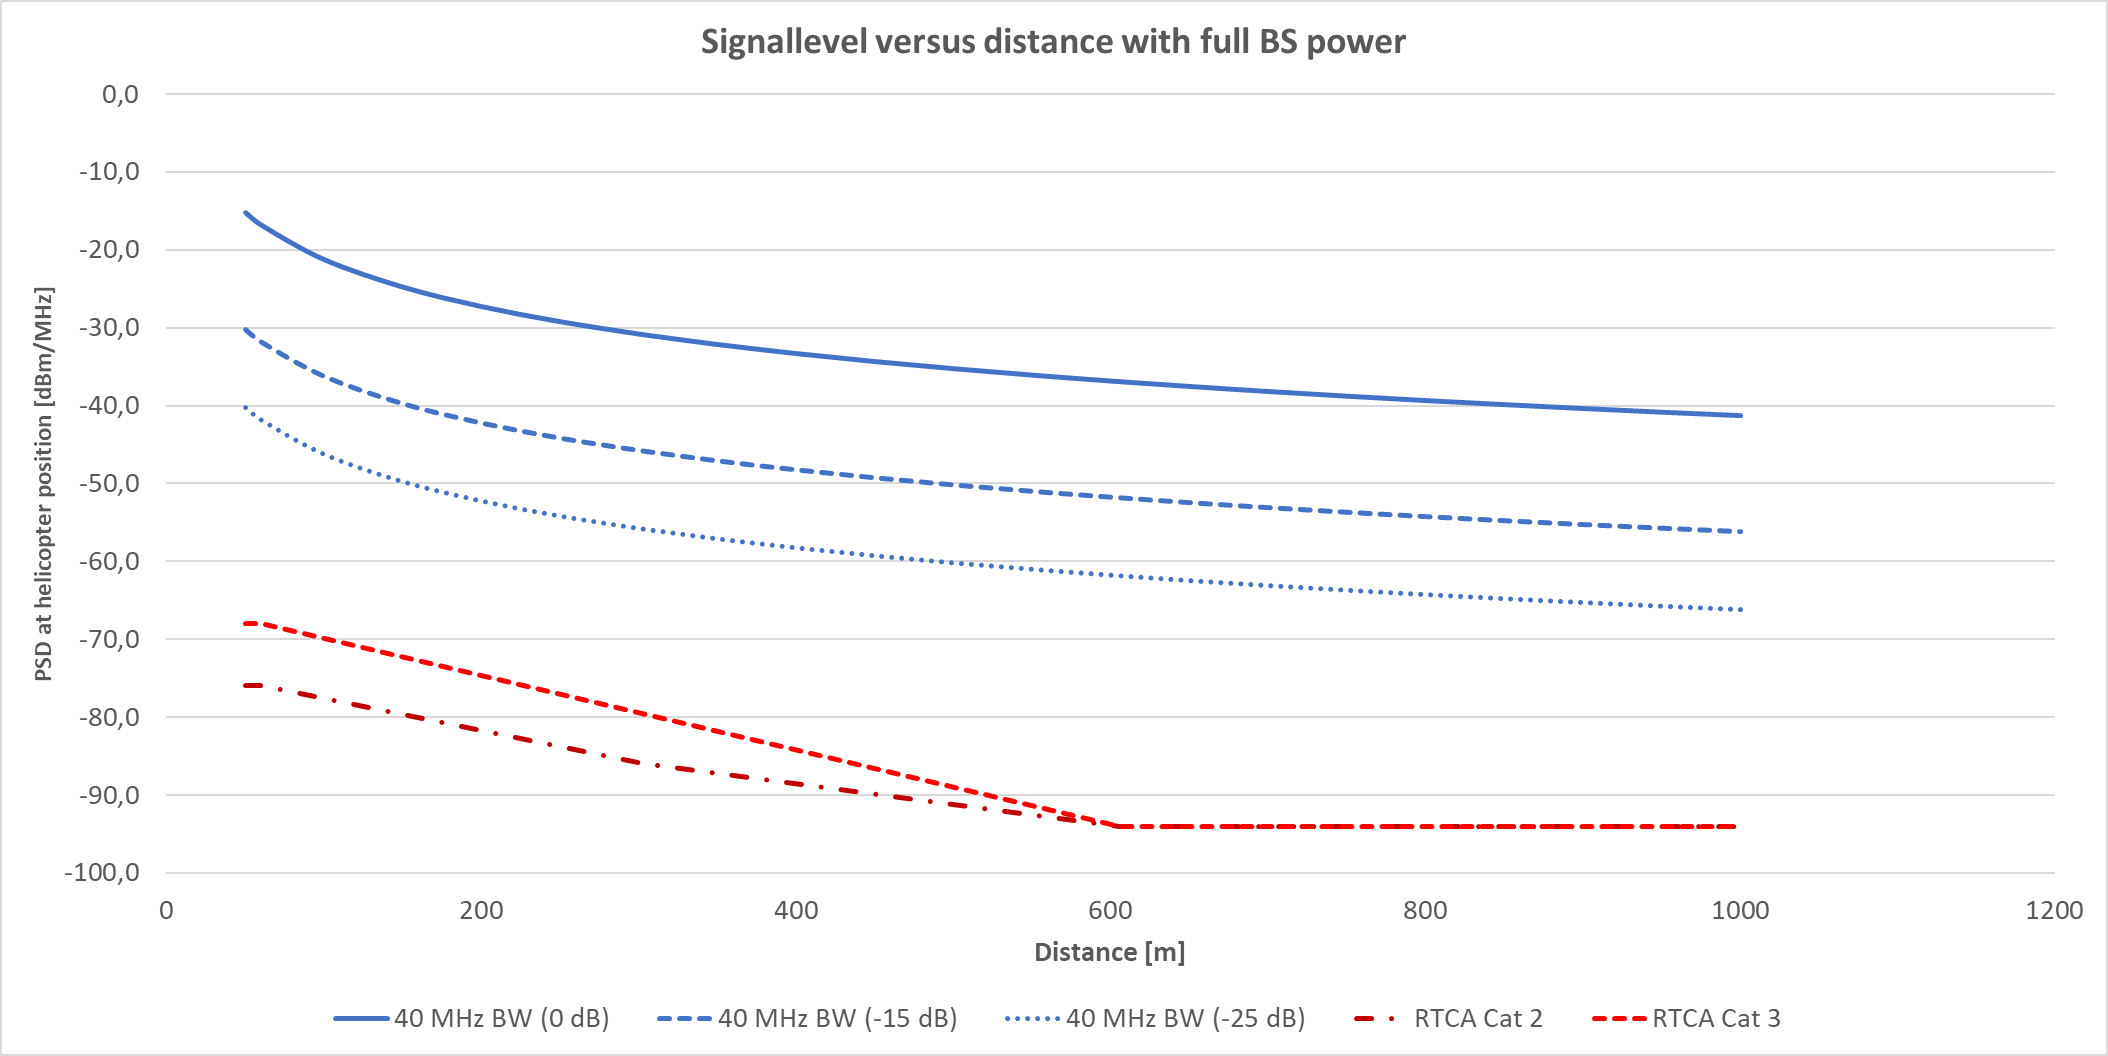 Signallevel versus distance with full BS power
PSD at helicopter position [dBm/MHz]
0,0
-10,0
-20,0
-30,0
-40,0
-50,0
-60,0
-70,0
-80,0
-90,0
-100,0
0 200 400 600 800 1000 1200
Distance [m]
40 MHz BW (0 dB) 40 MHz BW (-15 dB) 40 MHz BW (-25 dB) RTCA Cat 2 RTCA Cat 3